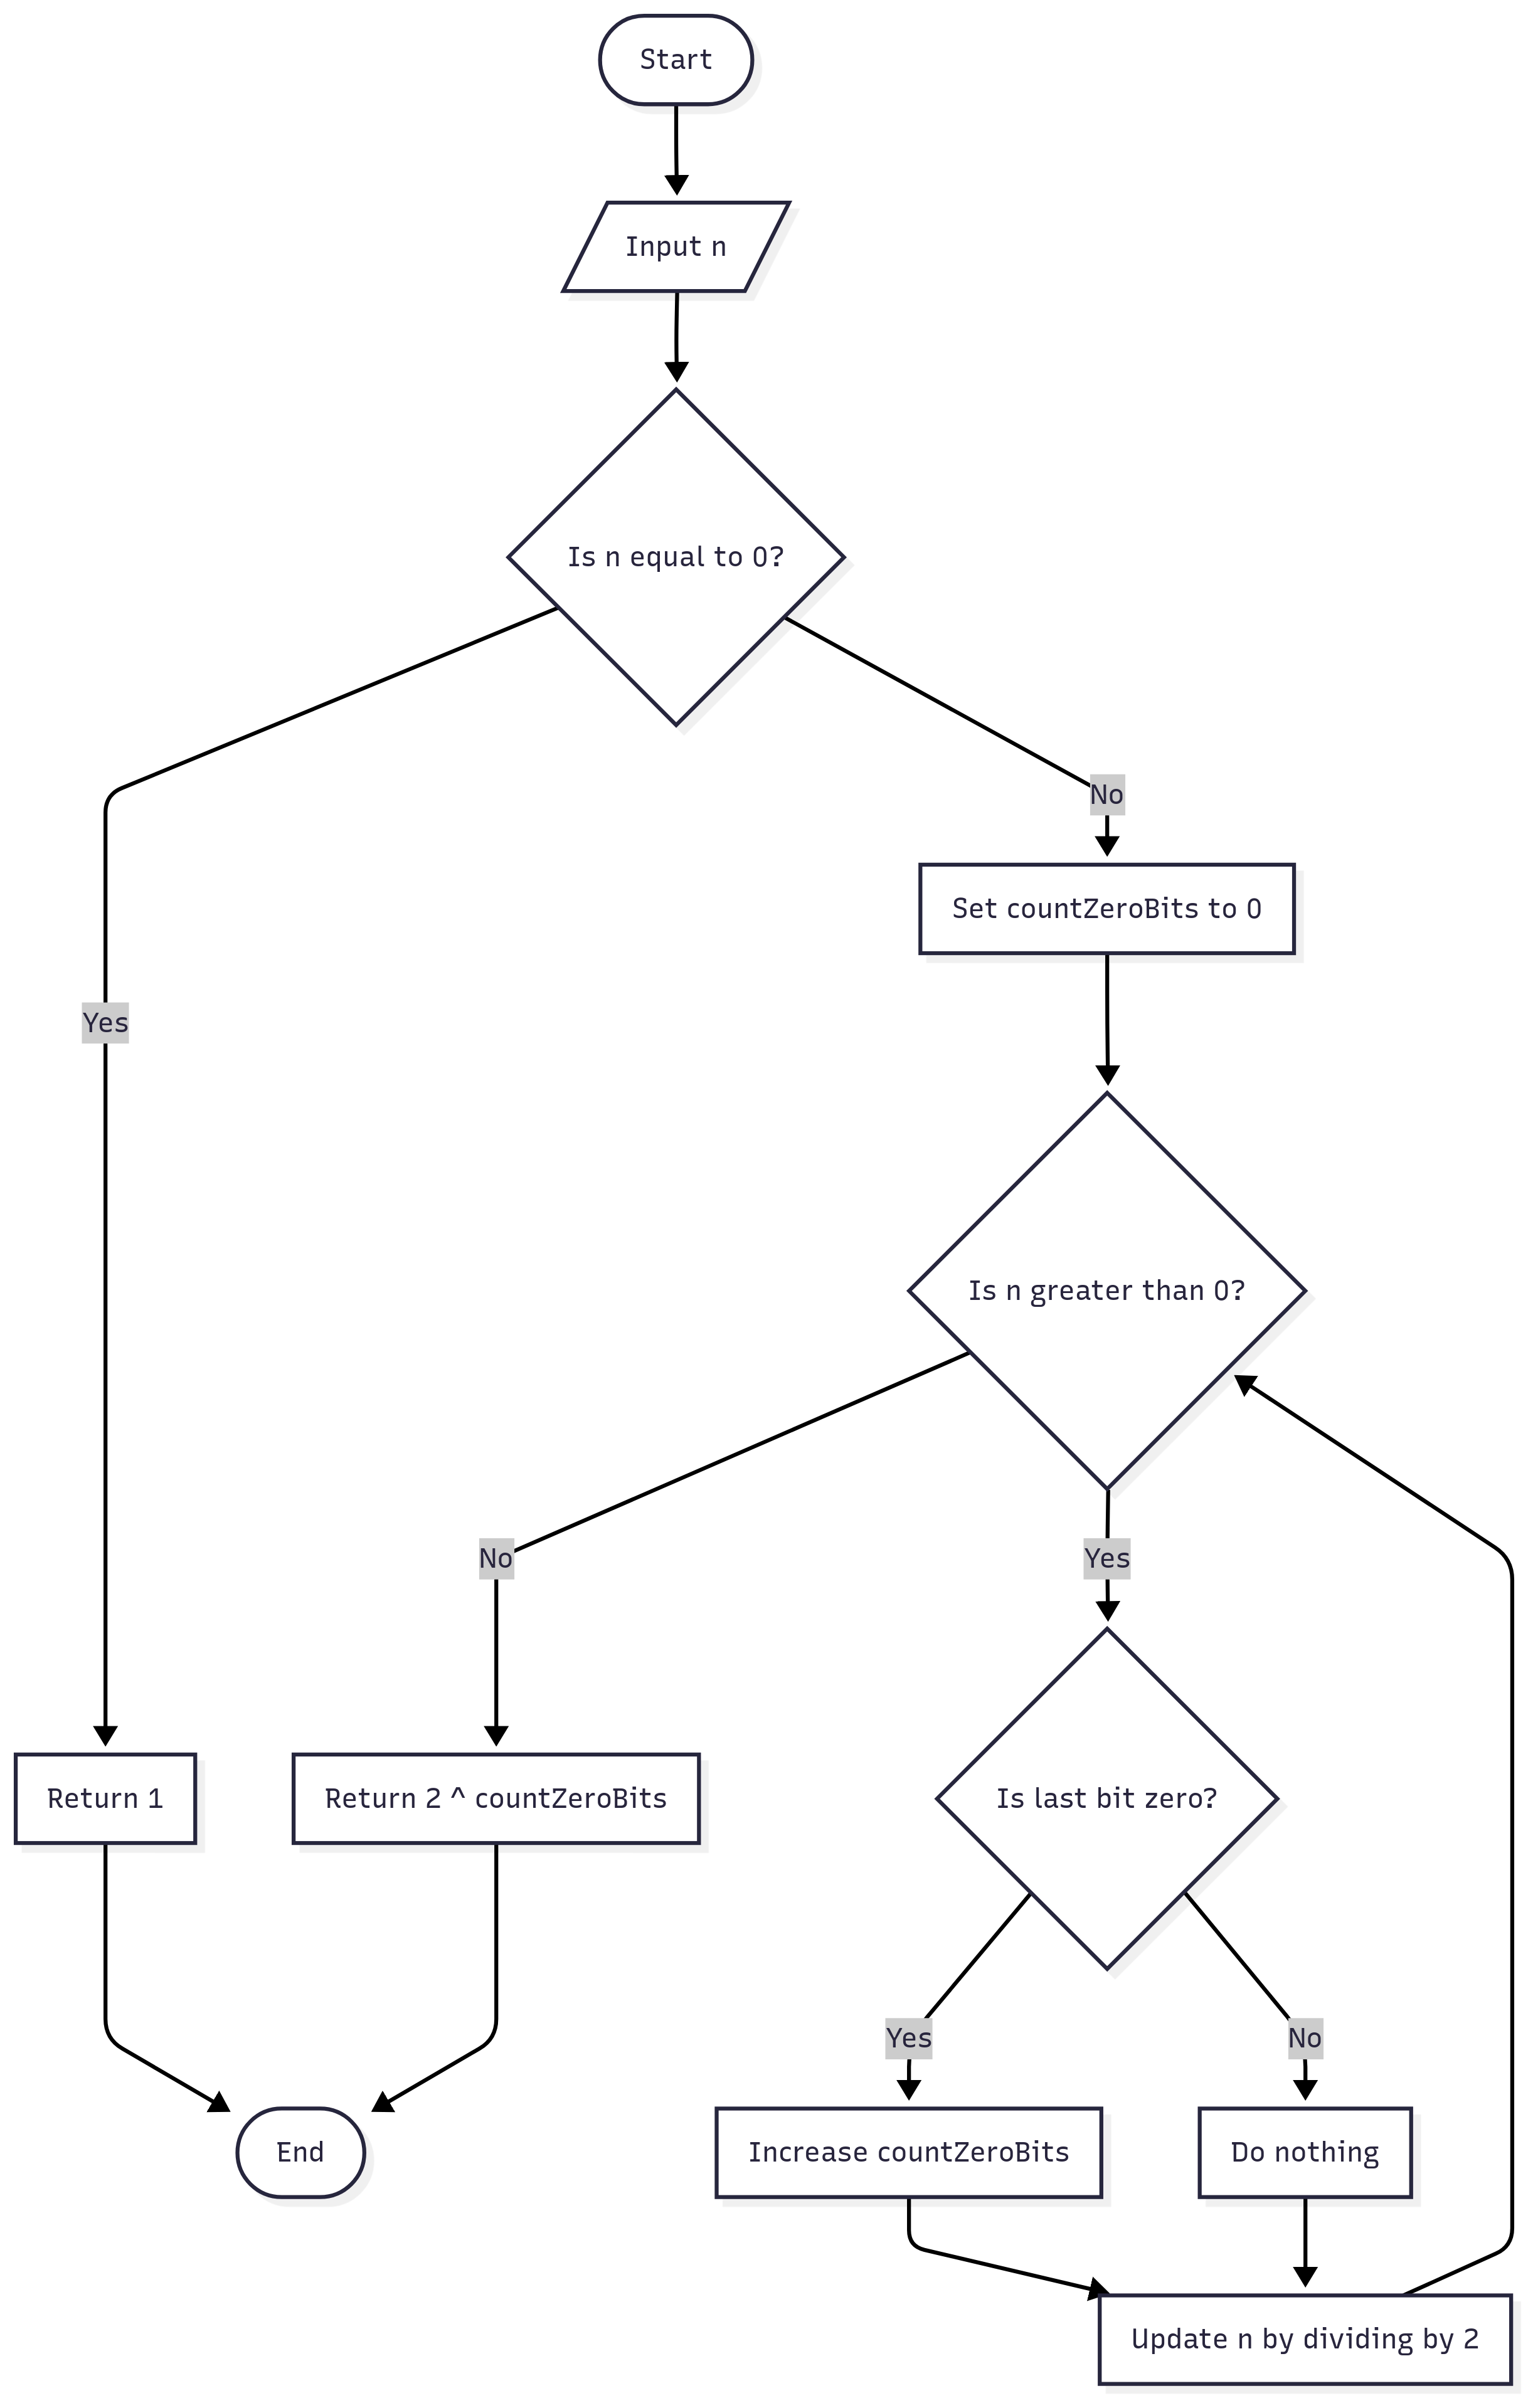 Start
Input n
Is n equal to 0?
No
Set countZeroBits to 0
Yes
Is n greater than 0?
No
Yes
Return 1
Return 2 ^ countZeroBits
Is last bit zero?
Yes
No
End
Increase countZeroBits
Do nothing
Update n by dividing by 2